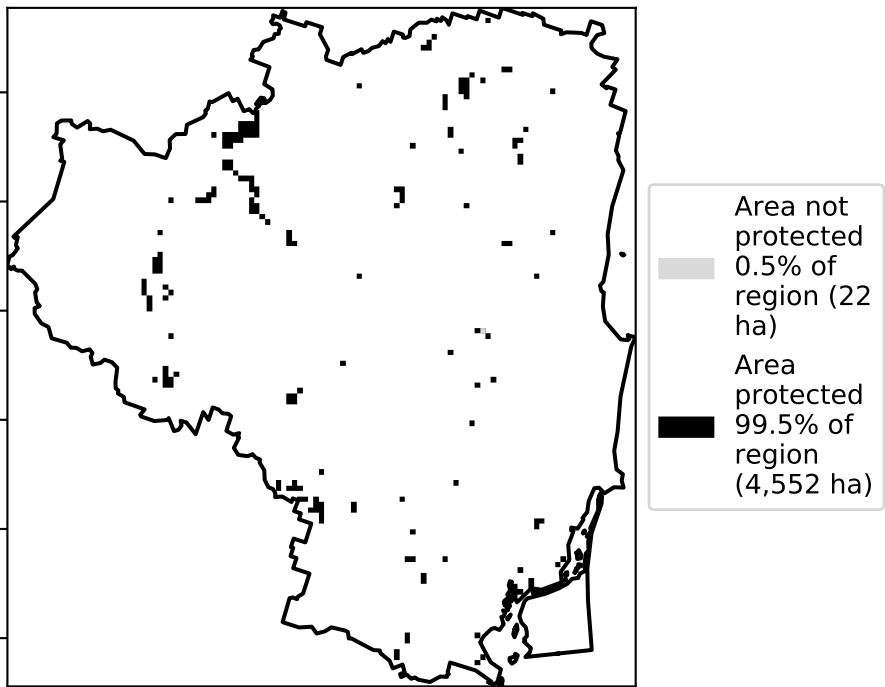 Area not
protected
0.5% of
region (22
ha)
Area
protected
99.5% of
region
(4,552 ha)